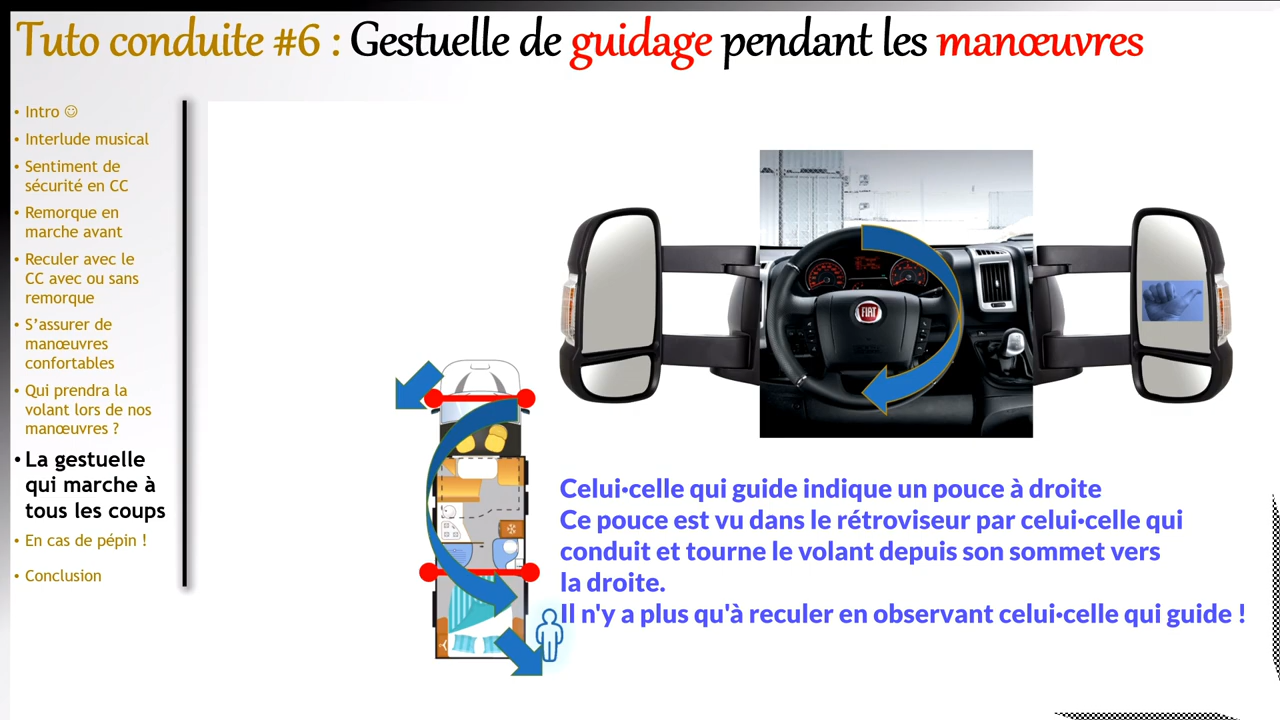 Tuto conduite #6 : Gestuelle de guidage pendant les manœuvres
• Intro ☺
• Interlude musical
• Sentiment de
sécurité en CC
• Remorque en
marche avant
• Reculer avec le
CC avec ou sans
remorque
• S’assurer de
manœuvres
confortables
• Qui prendra la
volant lors de nos
manœuvres ?
• La gestuelle
qui marche à
tous les coups
• En cas de pépin !
• Conclusion
FIAT
Celui·celle qui guide indique un pouce à droite
Ce pouce est vu dans le rétroviseur par celui·celle qui
conduit et tourne le volant depuis son sommet vers
la droite.
Il n'y a plus qu'à reculer en observant celui·celle qui guide !